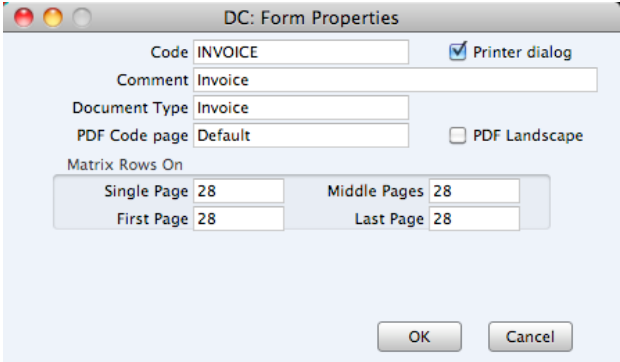 DC: Form Properties
Code INVOICE Printer dialog
Comment Invoice
Document Type Invoice
PDF Code page Default PDF Landscape
Matrix Rows On
Single Page 28 Middle Pages 28
First Page 28 Last Page 28
OK Cancel